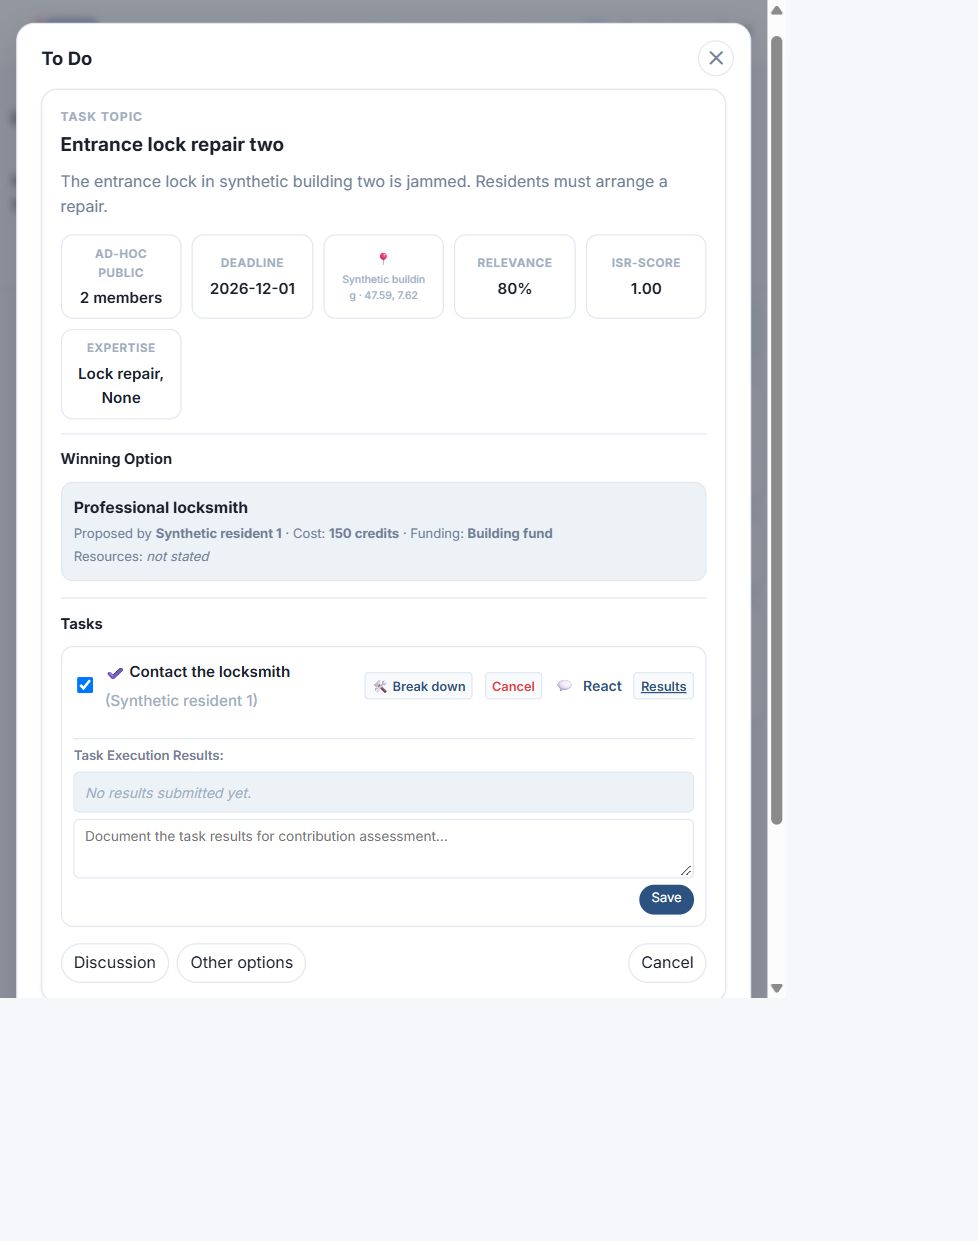 To Do
TASK TOPIC
Entrance lock repair two
The entrance lock in synthetic building two is jammed. Residents must arrange a
repair.
AD-HOC
PUBLIC
2 members
DEADLINE
2026-12-01
Synthetic buildin
g · 47.59, 7.62
RELEVANCE
80%
ISR-SCORE
1.00
EXPERTISE
Lock repair,
None
Winning Option
Professional locksmith
Proposed by Synthetic resident 1 · Cost: 150 credits · Funding: Building fund
Resources: not stated
Tasks
Contact the locksmith
(Synthetic resident 1)
Break down
Cancel
React
Results
Task Execution Results:
No results submitted yet.
Document the task results for contribution assessment...
Save
Discussion
Other options
Cancel